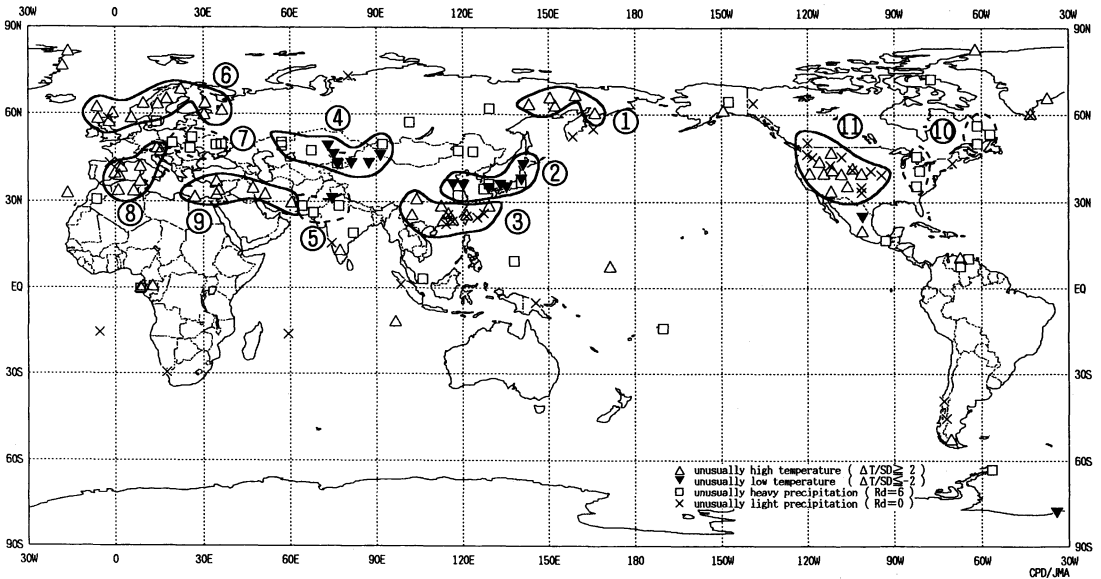 30W 0 30E 60E 90E 120E 150E 180 150W 120W 90W 60W 30W
90N 90N
⑥
④ ① ⑪ ⑩
60N 60N
⑦
②
30N 30N
⑧ ⑨ ⑤ ③
EQ EQ
30S 30S
60S 60S
△ unusually high temperature ( ΔT/SD≧ 2 )
▼ unusually low temperature ( ΔT/SD≦-2 )
□ unusually heavy precipitation ( Rd=6 )
× unusually light precipitation ( Rd=0 )
90S 90S
30W 0 30E 60E 90E 120E 150E 180 150W 120W 90W 60W 30W
CPD/JMA